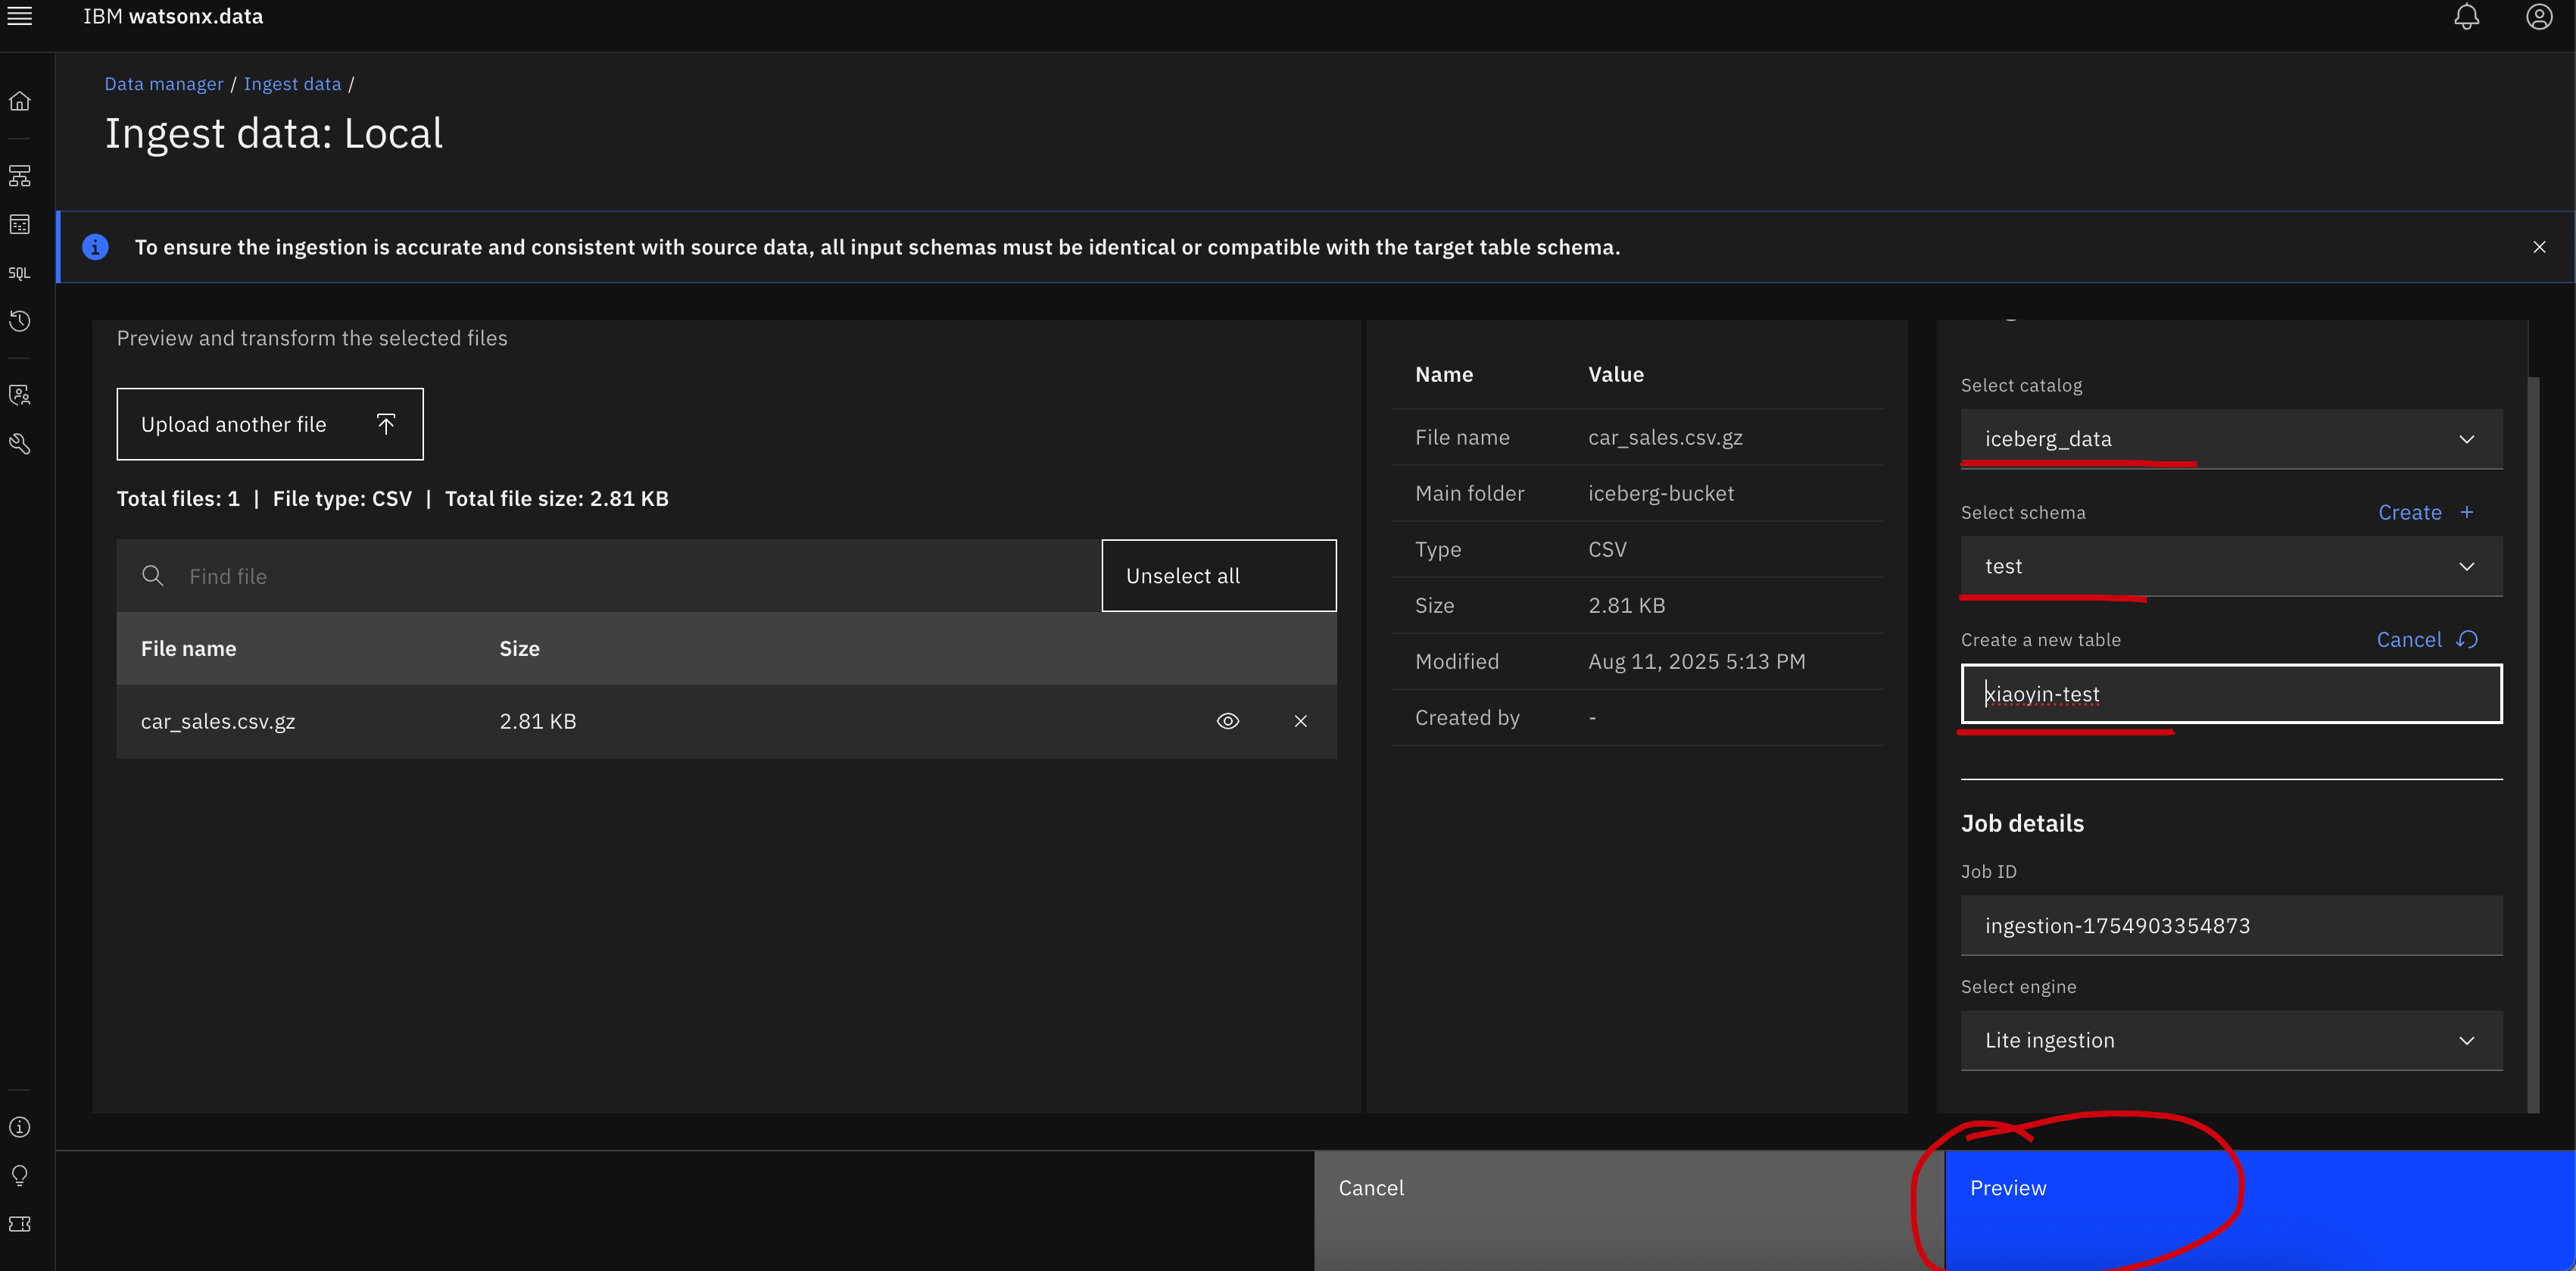 IBM watsonx.data
Data manager / Ingest data /
Ingest data: Local
To ensure the ingestion is accurate and consistent with source data, all input schemas must be identical or compatible with the target table schema.
SQL
Preview and transform the selected files
Upload another file
Total files: 1 | File type: CSV | Total file size: 2.81 KB
Find file
Unselect all
File name Size
car_sales.csv.gz 2.81 KB
Name Value
File name car_sales.csv.gz
Main folder iceberg-bucket
Type CSV
Size 2.81 KB
Modified Aug 11, 2025 5:13 PM
Created by -
Select catalog
iceberg_data
Select schema Create +
test
Create a new table Cancel
xiaoyin-test
Job details
Job ID
ingestion-1754903354873
Select engine
Lite ingestion
Cancel
Preview